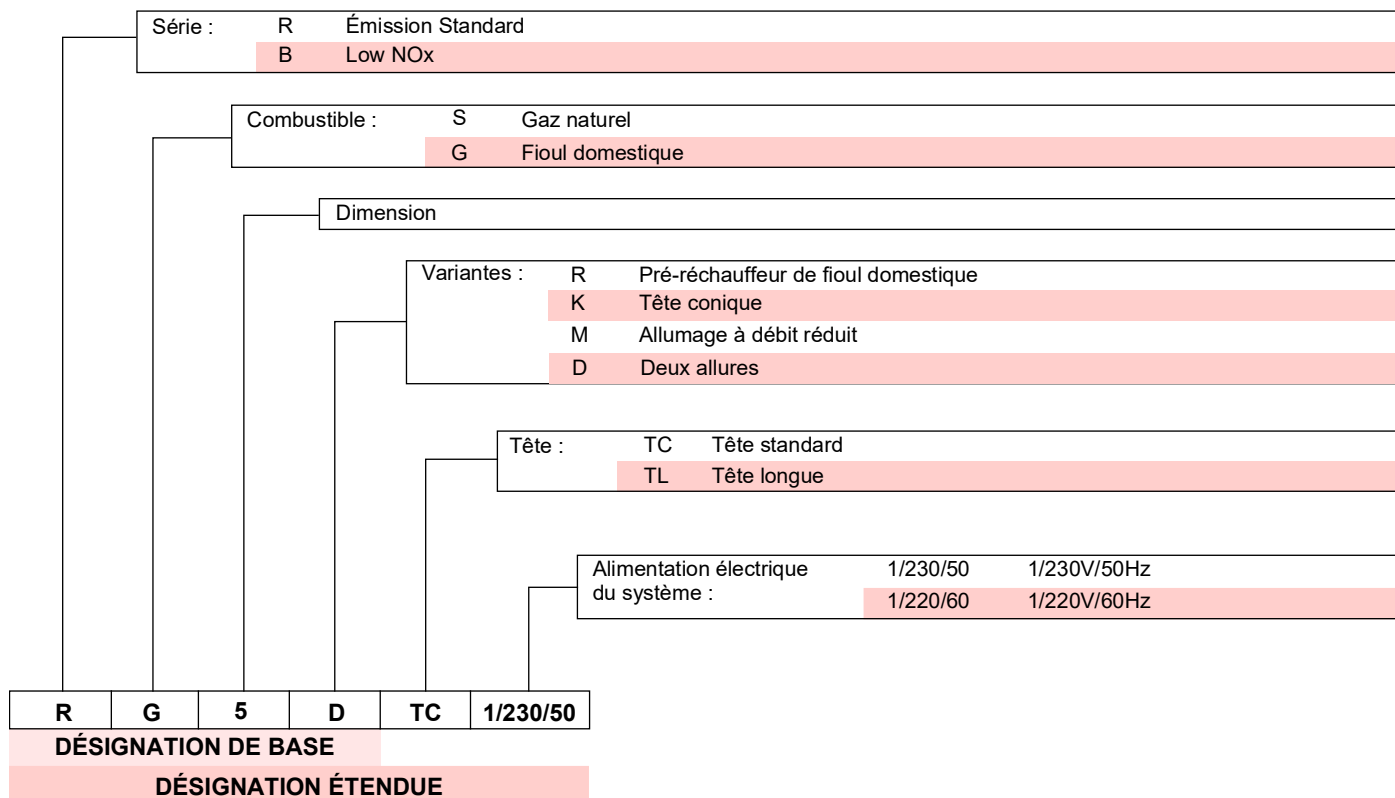 Série : R Émission Standard
B Low NOx
Combustible : S Gaz naturel
G Fioul domestique
Dimension
Variantes : R Pré-réchauffeur de fioul domestique
K Tête conique
M Allumage à débit réduit
D Deux allures
Tête : TC Tête standard
TL Tête longue
Alimentation électrique 1/230/50 1/230V/50Hz
du système : 1/220/60 1/220V/60Hz
R G 5 D TC 1/230/50
DÉSIGNATION DE BASE
DÉSIGNATION ÉTENDUE